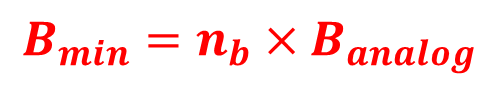 B_min = n_b × B_analog